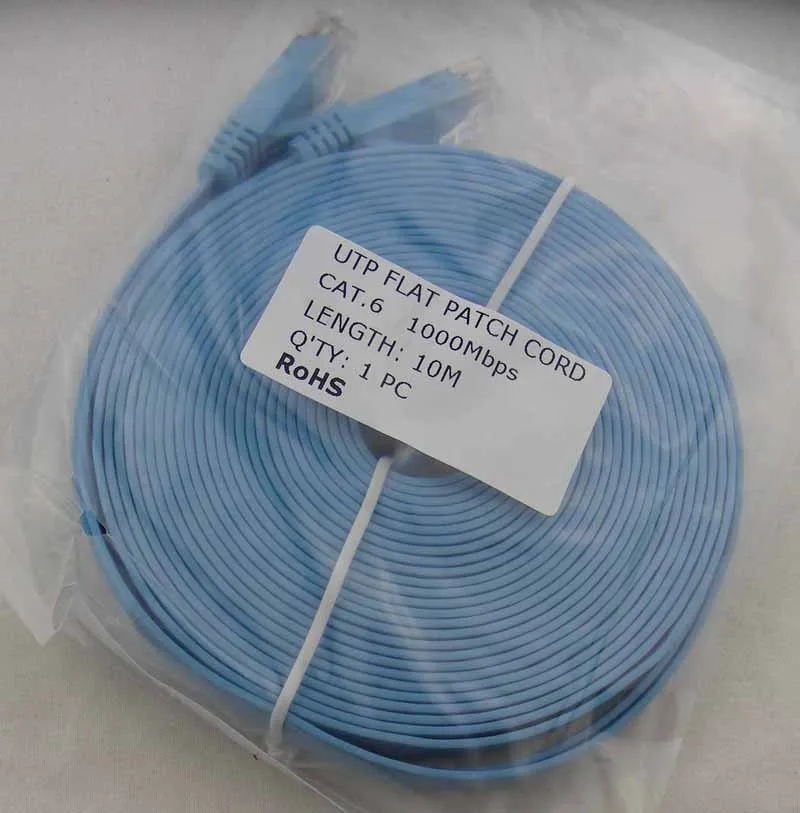 UTP FLAT PATCH CORD
CAT.6 1000Mbps
LENGTH: 10M
Q'TY: 1 PC
RoHS